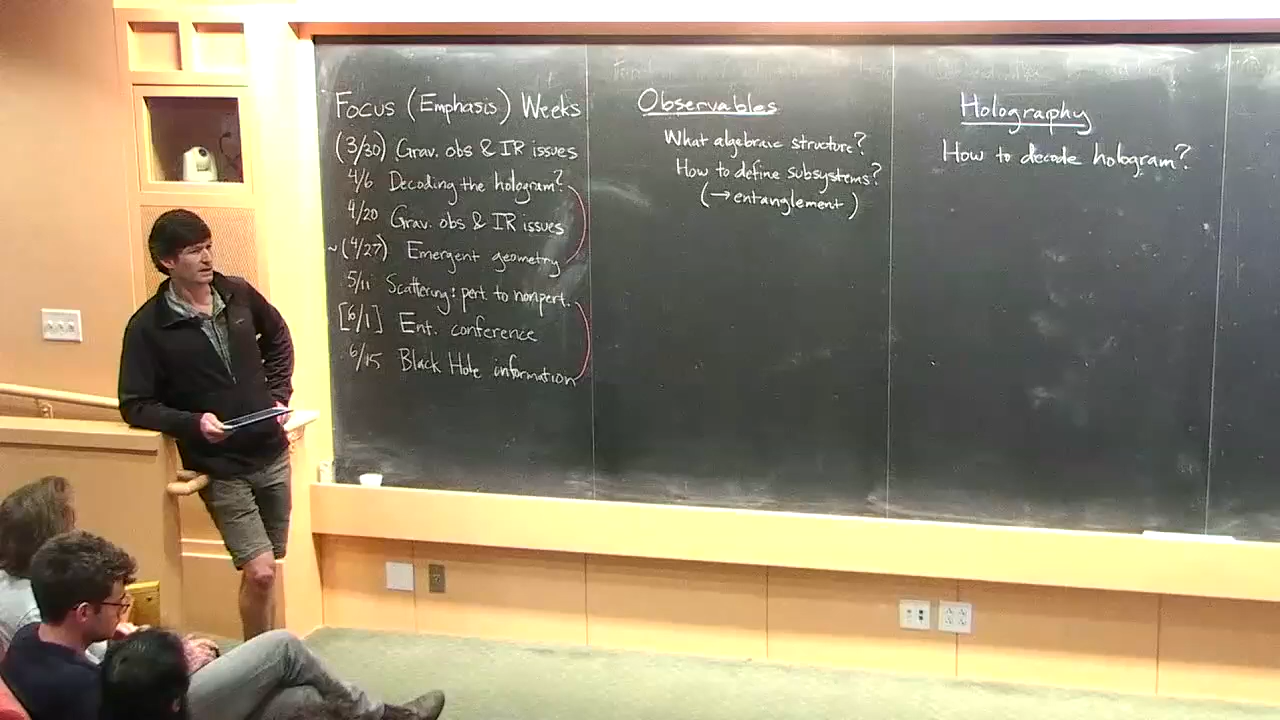 Focus (Emphasis) Weeks
(3/30) Grav. obs & IR issues
4/6 Decoding the hologram?
4/20 Grav. obs & IR issues
~(4/27) Emergent geometry
5/11 Scattering: pert. to nonpert.
[6/1] Ent. conference
6/15 Black Hole information
Observables
What algebraic structure?
How to define subsystems?
(→entanglement)
Holography
How to decode hologram?